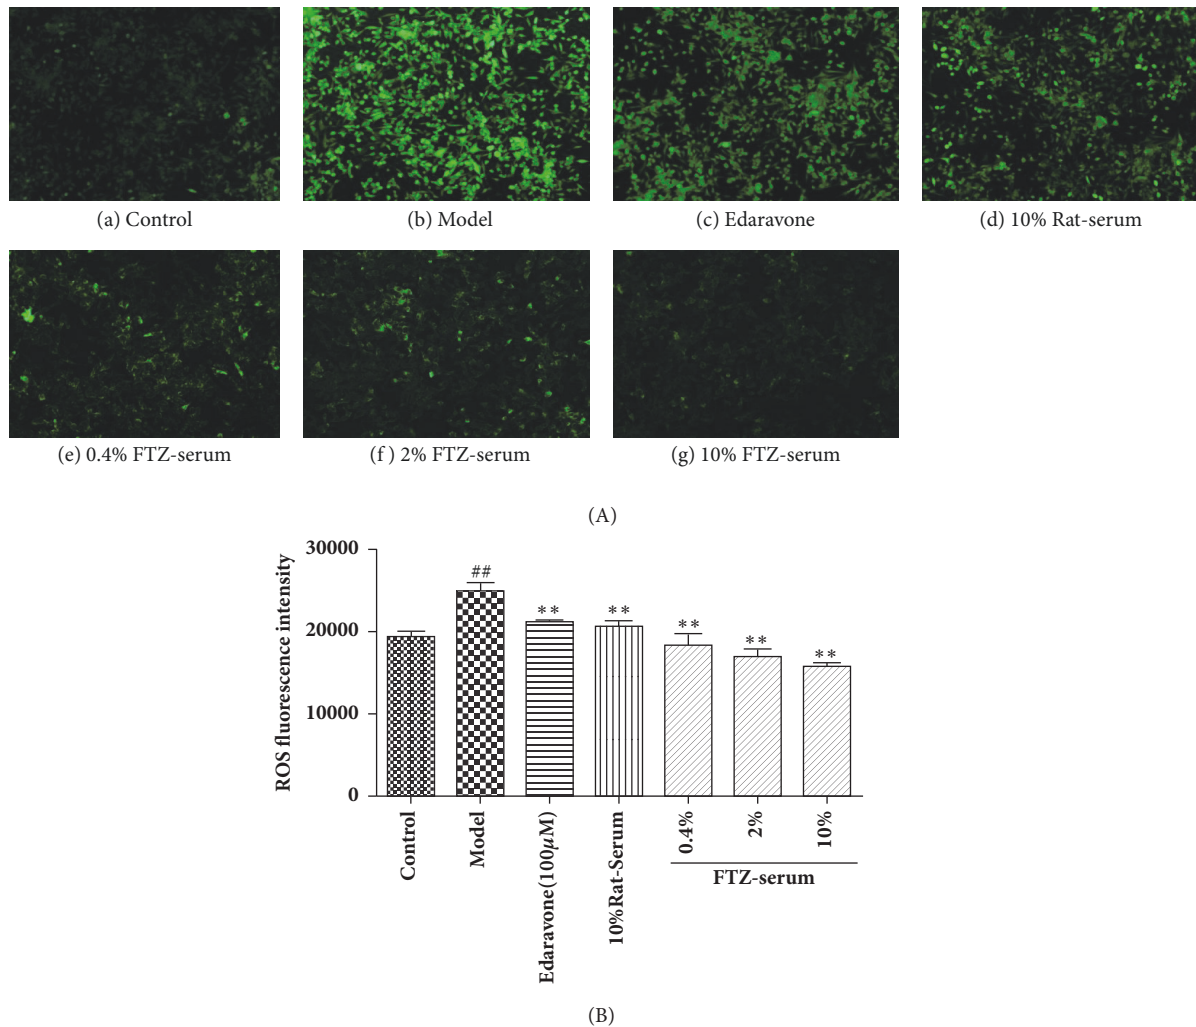 (a) Control
(b) Model
(c) Edaravone
(d) 10% Rat-serum
(e) 0.4% FTZ-serum
(f) 2% FTZ-serum
(g) 10% FTZ-serum
(A)
ROS fluorescence intensity
30000
20000
10000
0
##
**
**
**
**
**
Control
Model
Edaravone(100μM)
10%Rat-Serum
0.4%
2%
10%
FTZ-serum
(B)